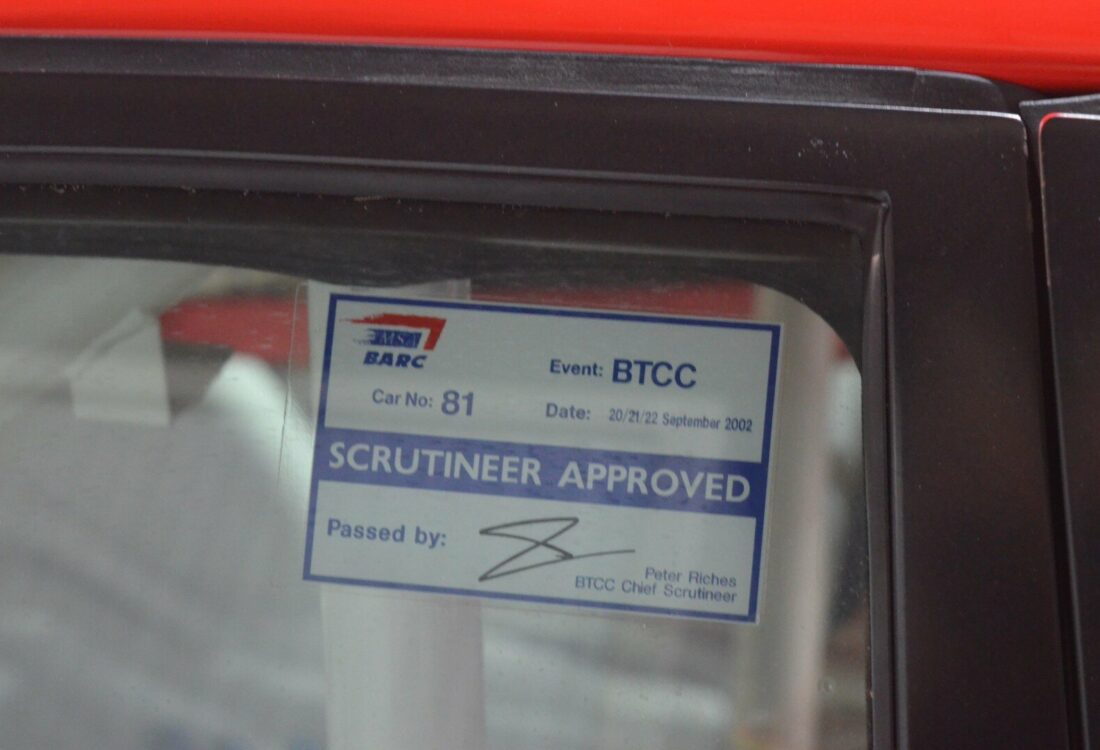 MSA
BARC
Event: BTCC
Car No: 81
Date: 20/21/22 September 2002
SCRUTINEER APPROVED
Passed by:
Peter Riches
BTCC Chief Scrutineer